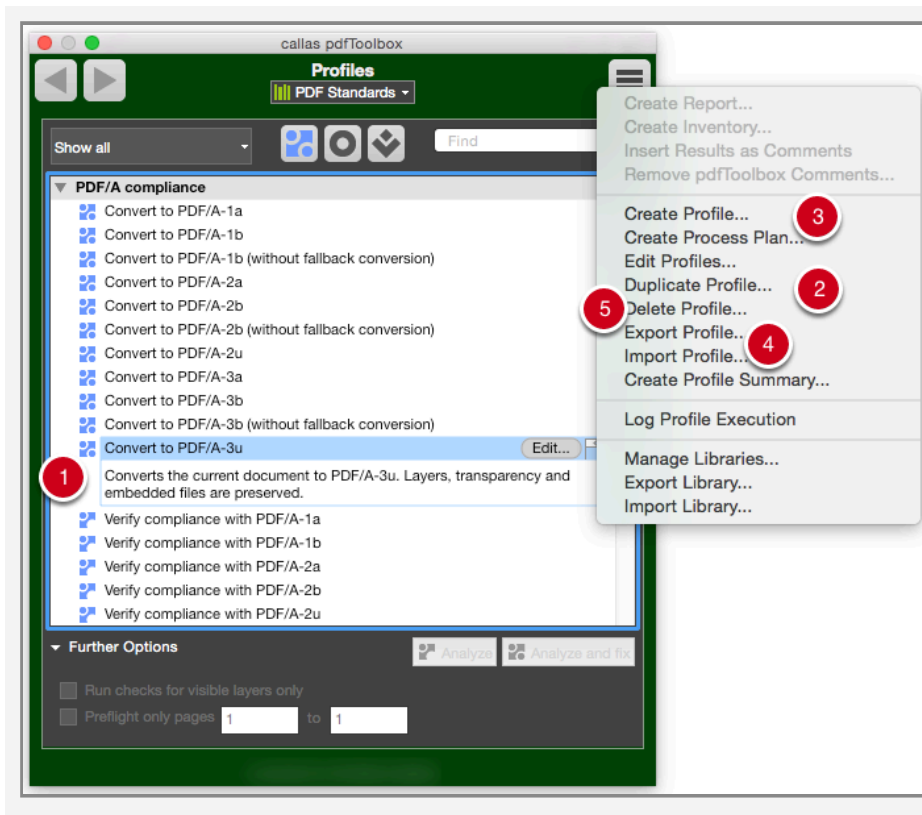 callas pdfToolbox
Profiles
PDF Standards
Show all
Find
PDF/A compliance
Convert to PDF/A-1a
Convert to PDF/A-1b
Convert to PDF/A-1b (without fallback conversion)
Convert to PDF/A-2a
Convert to PDF/A-2b
Convert to PDF/A-2b (without fallback conversion)
Convert to PDF/A-2u
Convert to PDF/A-3a
Convert to PDF/A-3b
Convert to PDF/A-3b (without fallback conversion)
Convert to PDF/A-3u
Edit...
1
Converts the current document to PDF/A-3u. Layers, transparency and
embedded files are preserved.
Verify compliance with PDF/A-1a
Verify compliance with PDF/A-1b
Verify compliance with PDF/A-2a
Verify compliance with PDF/A-2b
Verify compliance with PDF/A-2u
Further Options
Analyze
Analyze and fix
Run checks for visible layers only
Preflight only pages 1 to 1
Create Report...
Create Inventory...
Insert Results as Comments
Remove pdfToolbox Comments...
Create Profile...
3
Create Process Plan...
Edit Profiles...
Duplicate Profile...
2
5
Delete Profile...
Export Profile...
4
Import Profile...
Create Profile Summary...
Log Profile Execution
Manage Libraries...
Export Library...
Import Library...